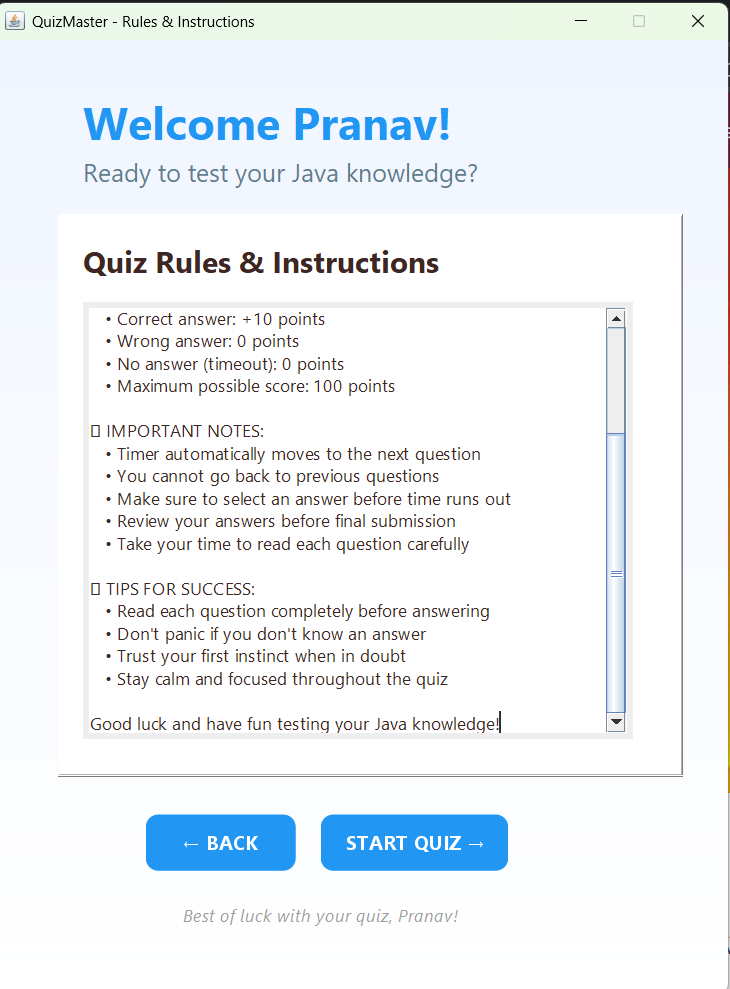 QuizMaster - Rules & Instructions
Welcome Pranav!
Ready to test your Java knowledge?
Quiz Rules & Instructions
• Correct answer: +10 points
• Wrong answer: 0 points
• No answer (timeout): 0 points
• Maximum possible score: 100 points
▯ IMPORTANT NOTES:
• Timer automatically moves to the next question
• You cannot go back to previous questions
• Make sure to select an answer before time runs out
• Review your answers before final submission
• Take your time to read each question carefully
▯ TIPS FOR SUCCESS:
• Read each question completely before answering
• Don't panic if you don't know an answer
• Trust your first instinct when in doubt
• Stay calm and focused throughout the quiz
Good luck and have fun testing your Java knowledge!
← BACK
START QUIZ →
Best of luck with your quiz, Pranav!